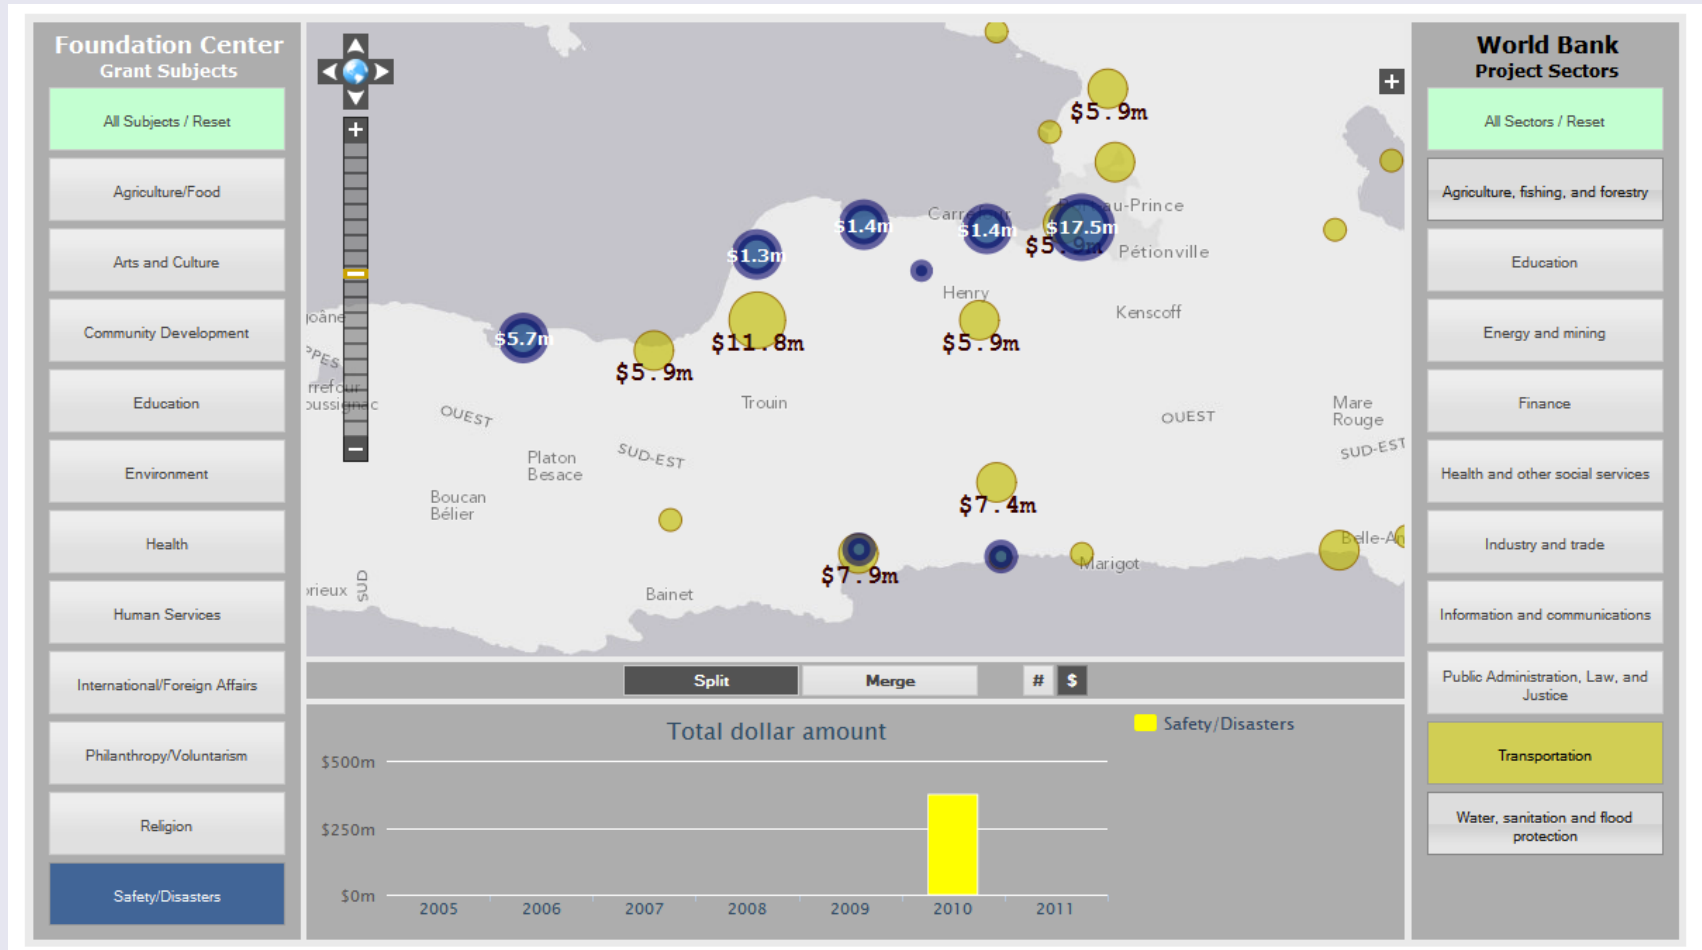 Foundation Center
Grant Subjects
All Subjects / Reset
Agriculture/Food
Arts and Culture
Community Development
Education
Environment
Health
Human Services
International/Foreign Affairs
Philanthropy/Voluntarism
Religion
Safety/Disasters
+
−
+
$5.9m
Carrefour
au-Prince
$1.4m
$1.4m
$17.5m
$5.9m
Pétionville
$1.3m
Henry
Kenscoff
$5.7m
$11.8m
$5.9m
$5.9m
Trouin
OUEST
OUEST
Mare
Rouge
SUD-EST
SUD-EST
Platon
Besace
Boucan
Bélier
$7.4m
Marigot
$7.9m
SUD
Bainet
Split
Merge
#
$
Total dollar amount
Safety/Disasters
$500m
$250m
$0m
2005
2006
2007
2008
2009
2010
2011
World Bank
Project Sectors
All Sectors / Reset
Agriculture, fishing, and forestry
Education
Energy and mining
Finance
Health and other social services
Industry and trade
Information and communications
Public Administration, Law, and
Justice
Transportation
Water, sanitation and flood
protection